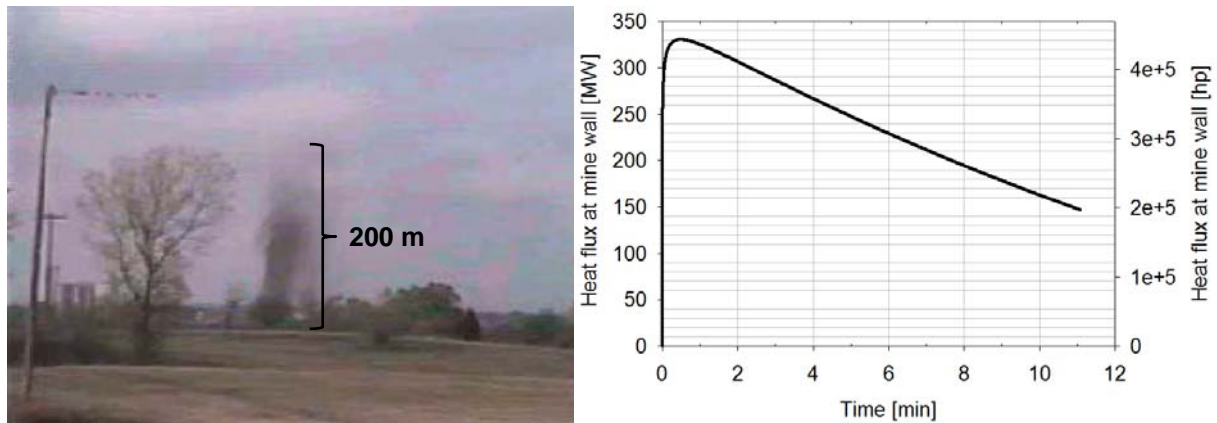 200 m
Heat flux at mine wall [MW]
350
300
250
200
150
100
50
0
0 2 4 6 8 10 12
Time [min]
4e+5
3e+5
2e+5
1e+5
0
Heat flux at mine wall [hp]